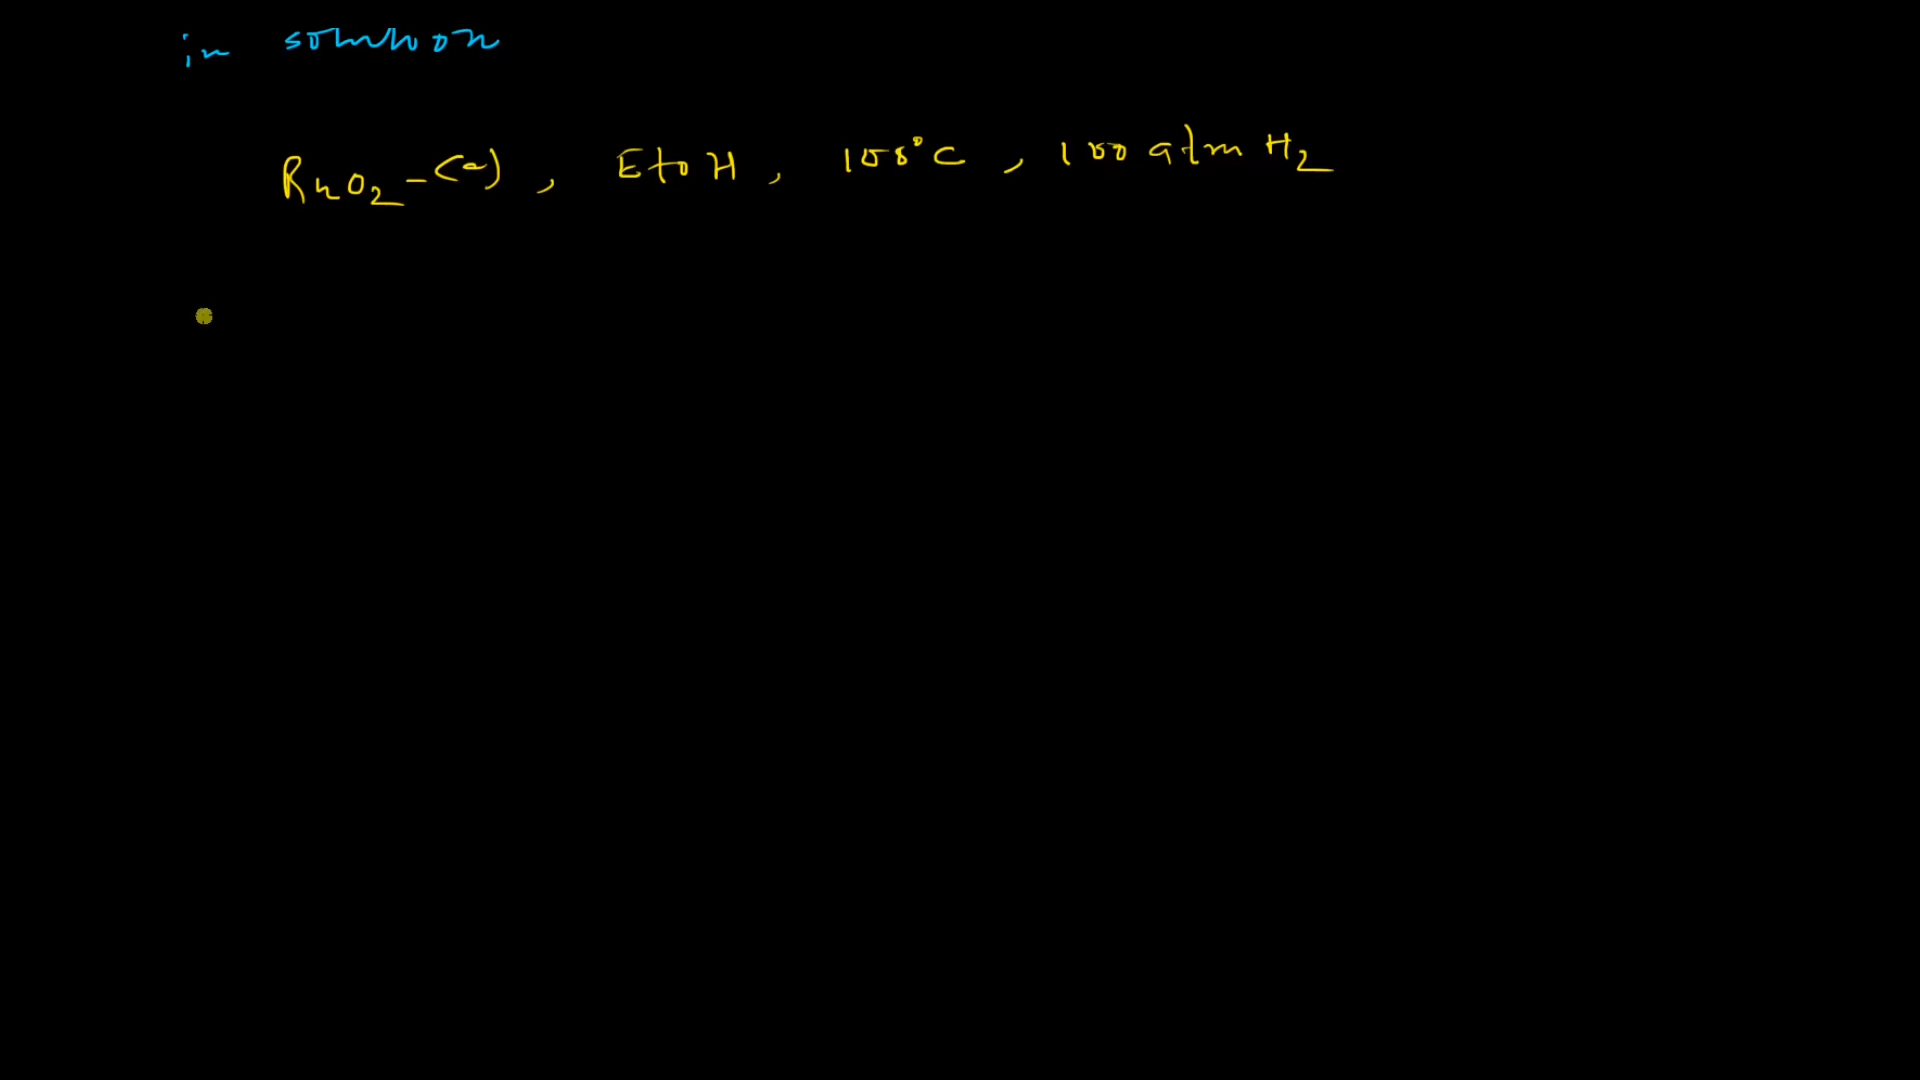 in solution
RuO2-(a), EtOH, 100°C, 100 atm H2